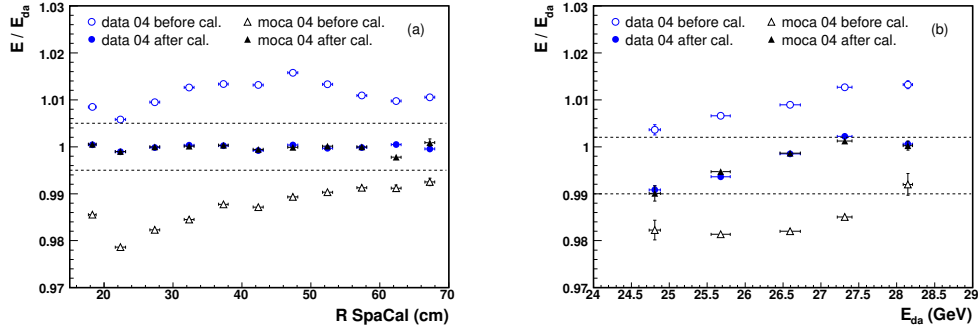 E / E_da
1.03
1.02
1.01
1
0.99
0.98
0.97
data 04 before cal.
moca 04 before cal.
(a)
data 04 after cal.
moca 04 after cal.
20 30 40 50 60 70
R SpaCal (cm)
E / E_da
1.03
1.02
1.01
1
0.99
0.98
0.97
data 04 before cal.
moca 04 before cal.
data 04 after cal.
moca 04 after cal.
(b)
24 24.5 25 25.5 26 26.5 27 27.5 28 28.5 29
E_da (GeV)